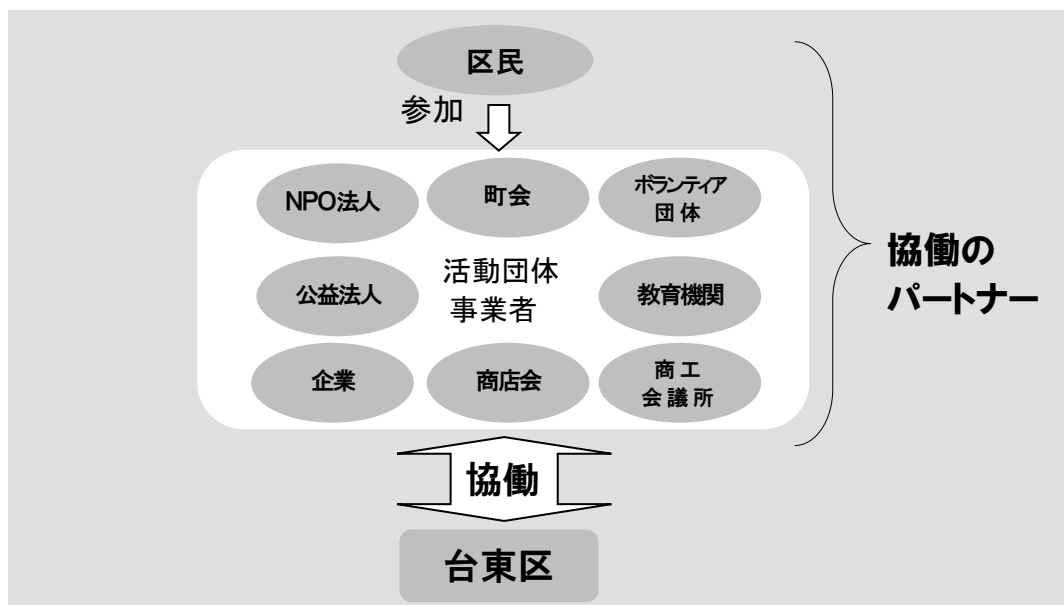 区民
参加
NPO法人
町会
ボランティア
団体
公益法人
活動団体
事業者
教育機関
企業
商店会
商工
会議所
協働の
パートナー
協働
台東区